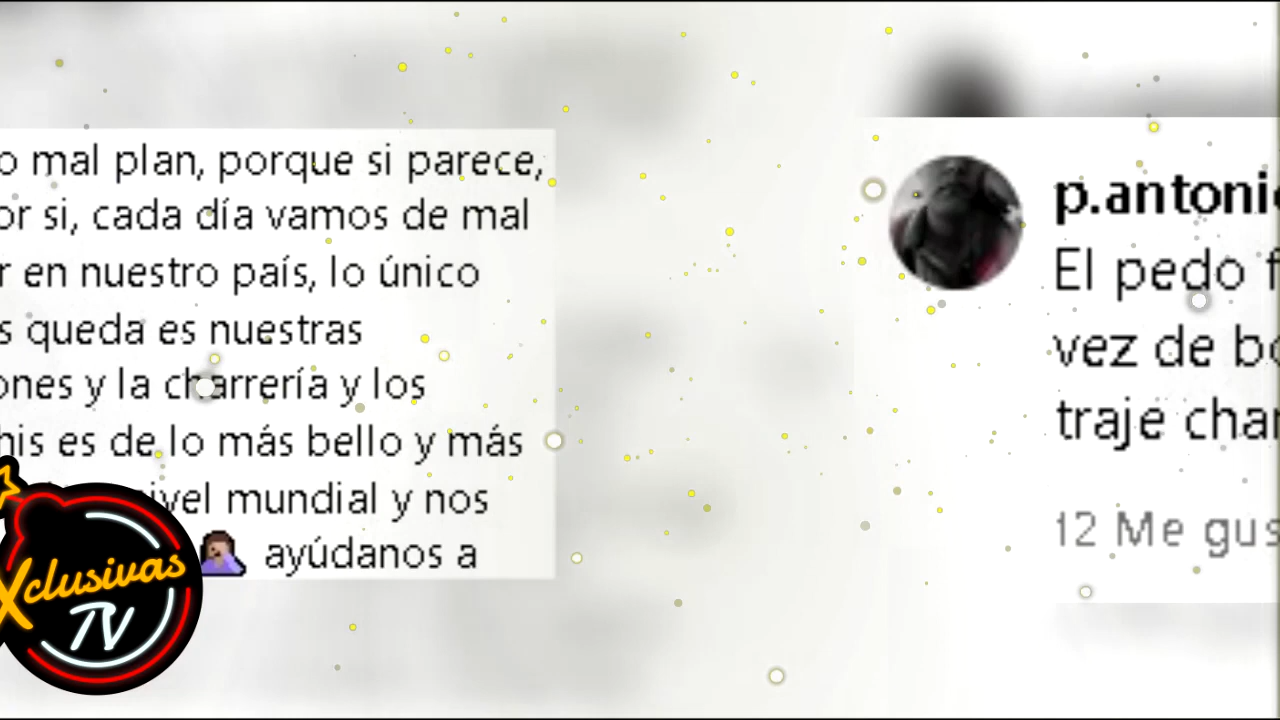 o mal plan, porque si parece,
or si, cada día vamos de mal
r en nuestro país, lo único
s queda es nuestras
ones y la charrería y los
his es de lo más bello y más
ivel mundial y nos
ayúdanos a
p.antonio
El pedo f
vez de bo
traje char
12 Me gus
Xclusivas
TV